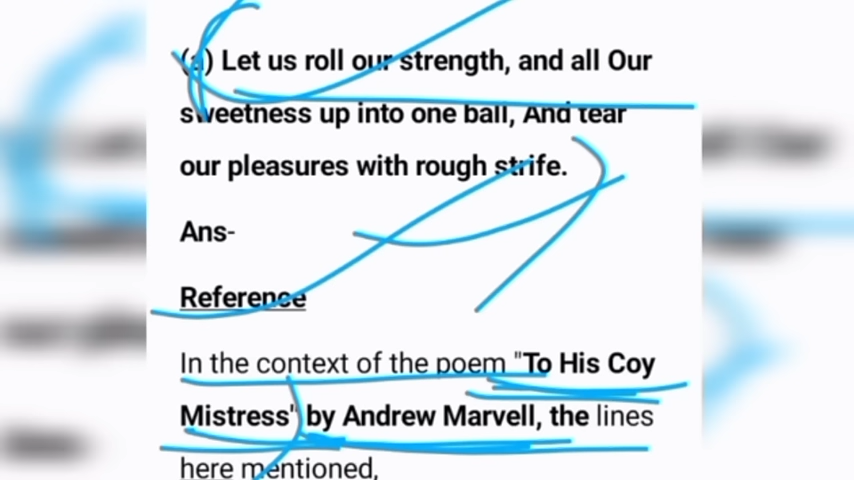 (a) Let us roll our strength, and all Our
sweetness up into one ball, And tear
our pleasures with rough strife.
Ans-
Reference
In the context of the poem "To His Coy
Mistress" by Andrew Marvell, the lines
here mentioned,